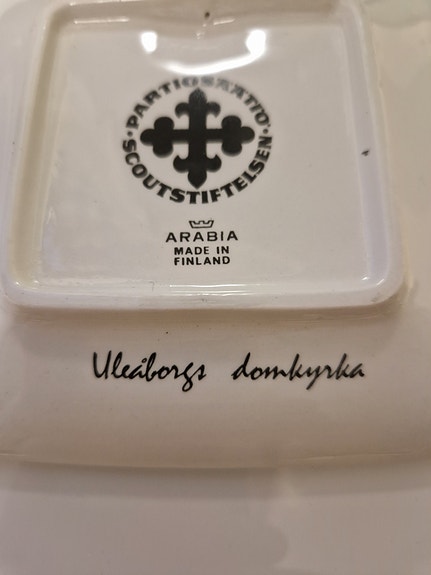 • PARTIOSÄÄTIÖ •
SCOUTSTIFTELSEN
ARABIA
MADE IN
FINLAND
Uleåborgs domkyrka